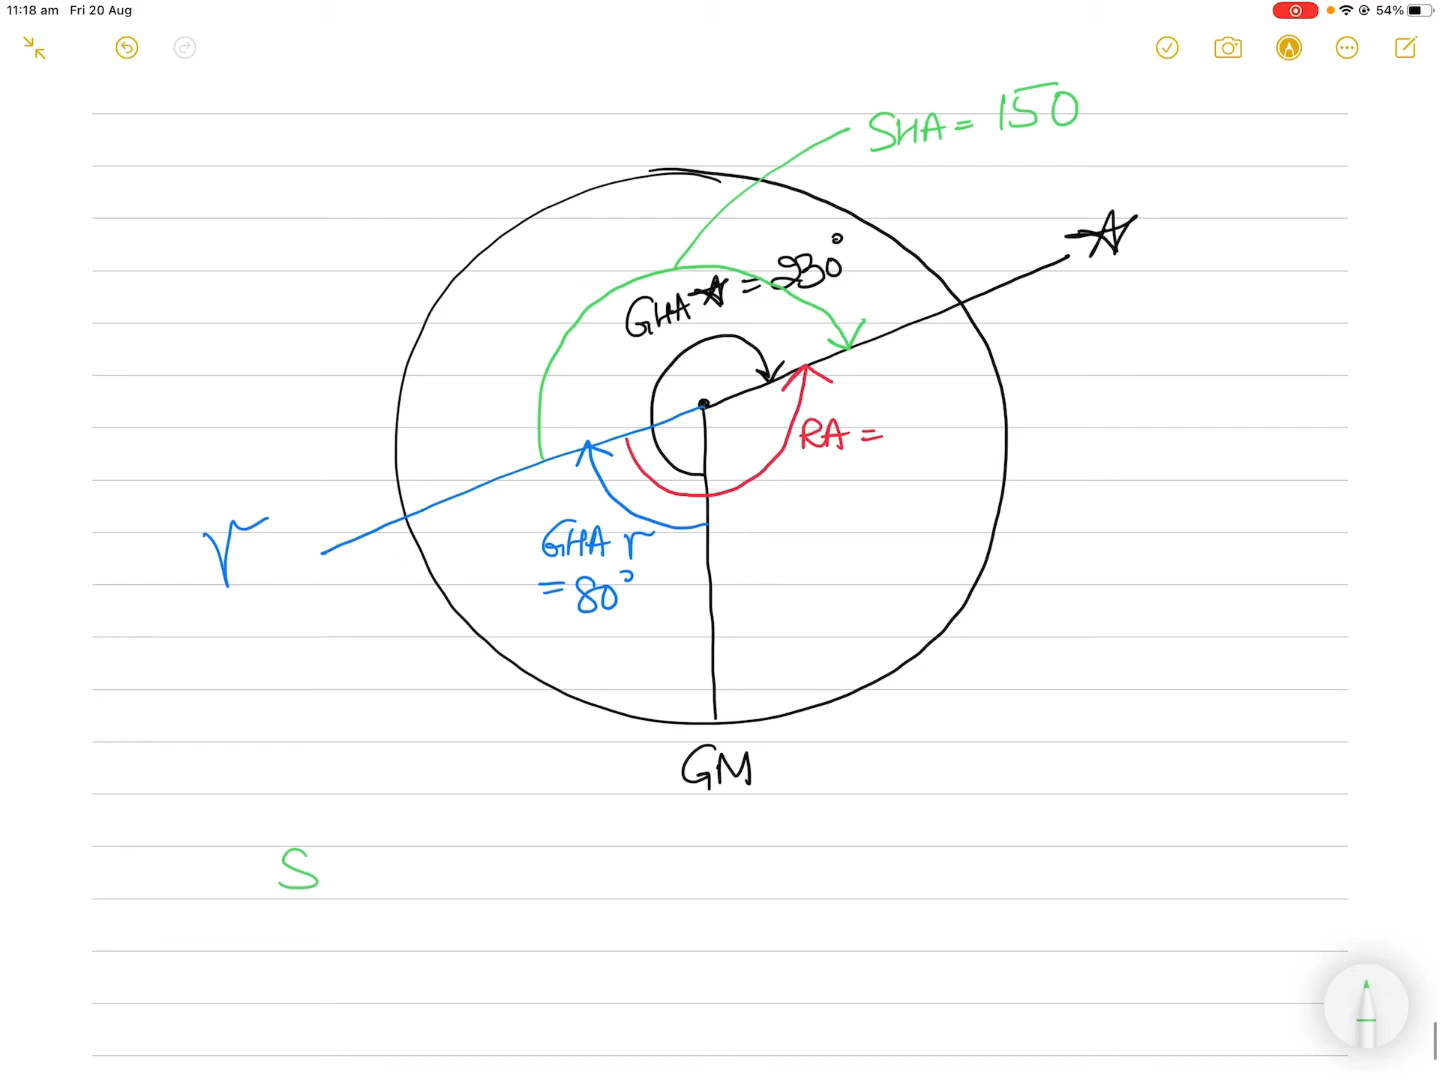 11:18 am Fri 20 Aug
54%
SHA = 150
GHA☆ = 230°
RA =
GHA ♈
= 80°
♈
GM
S